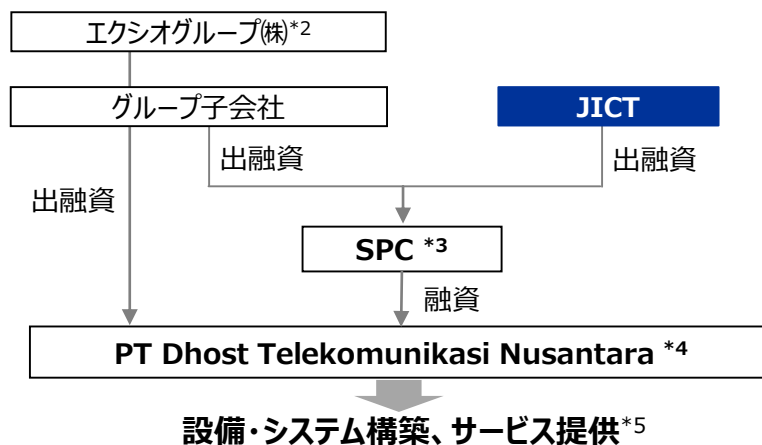 エクシオグループ㈱*2
グループ子会社
JICT
出融資
出融資
出融資
SPC *3
融資
PT Dhost Telekomunikasi Nusantara *4
設備・システム構築、サービス提供*5